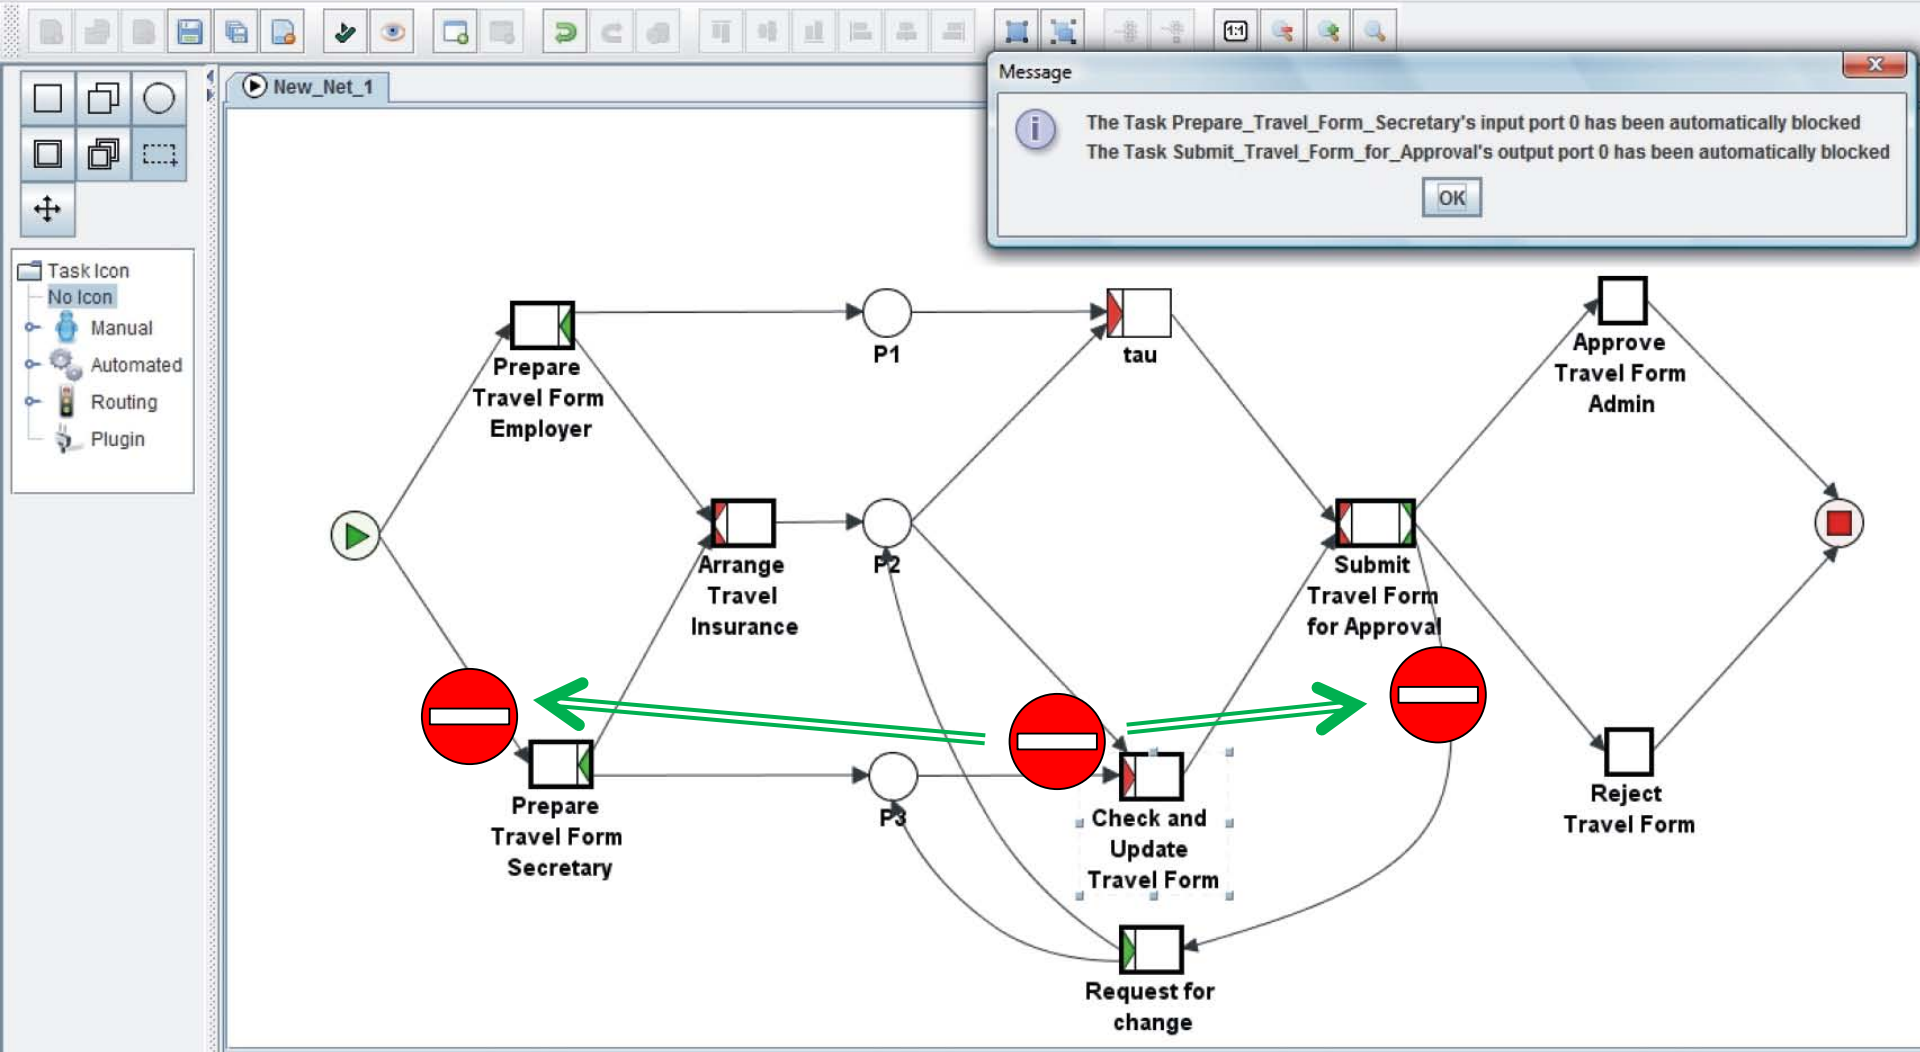 1:1
Message
The Task Prepare_Travel_Form_Secretary's input port 0 has been automatically blocked
The Task Submit_Travel_Form_for_Approval's output port 0 has been automatically blocked
OK
New_Net_1
Task Icon
No Icon
Manual
Automated
Routing
Plugin
Prepare
Travel Form
Employer
P1
tau
Approve
Travel Form
Admin
Arrange
Travel
Insurance
P2
Submit
Travel Form
for Approval
Prepare
Travel Form
Secretary
P3
Check and
Update
Travel Form
Reject
Travel Form
Request for
change